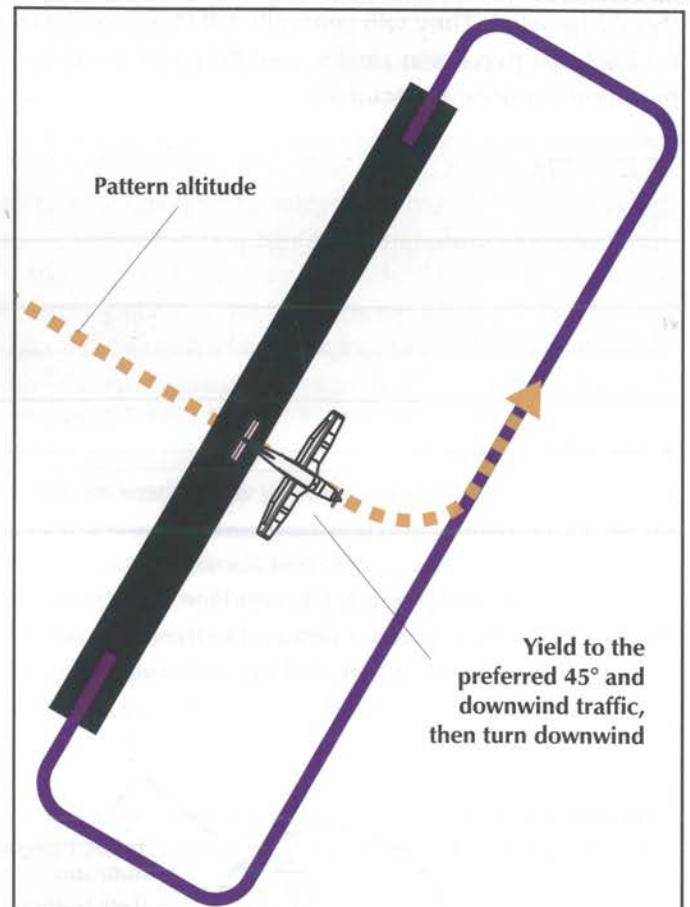 Pattern altitude
Yield to the
preferred 45° and
downwind traffic,
then turn downwind